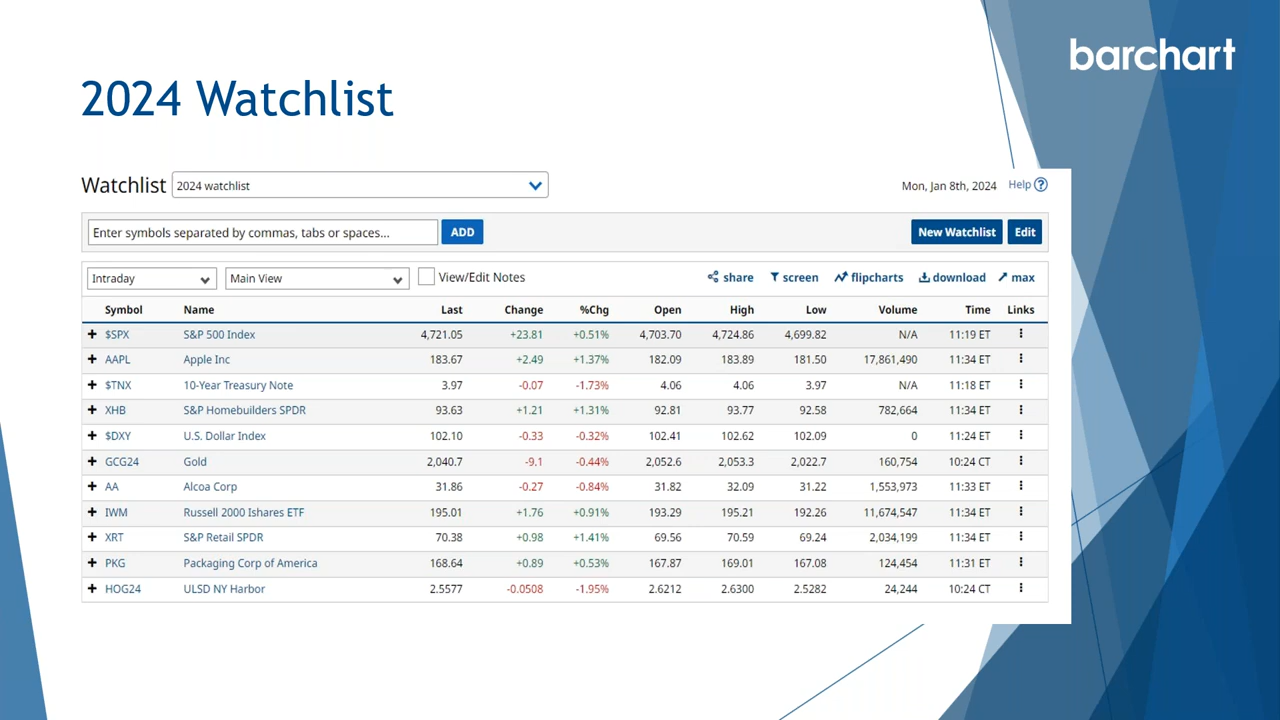 barchart
2024 Watchlist
Watchlist 2024 watchlist Mon, Jan 8th, 2024 Help ?
Enter symbols separated by commas, tabs or spaces... ADD New Watchlist Edit
Intraday Main View View/Edit Notes share screen flipcharts download max
Symbol Name Last Change %Chg Open High Low Volume Time Links
+ $SPX S&P 500 Index 4,721.05 +23.81 +0.51% 4,703.70 4,724.86 4,699.82 N/A 11:19 ET
+ AAPL Apple Inc 183.67 +2.49 +1.37% 182.09 183.89 181.50 17,861,490 11:34 ET
+ $TNX 10-Year Treasury Note 3.97 -0.07 -1.73% 4.06 4.06 3.97 N/A 11:18 ET
+ XHB S&P Homebuilders SPDR 93.63 +1.21 +1.31% 92.81 93.77 92.58 782,664 11:34 ET
+ $DXY U.S. Dollar Index 102.10 -0.33 -0.32% 102.41 102.62 102.09 0 11:24 ET
+ GCG24 Gold 2,040.7 -9.1 -0.44% 2,052.6 2,053.3 2,022.7 160,754 10:24 CT
+ AA Alcoa Corp 31.86 -0.27 -0.84% 31.82 32.09 31.22 1,553,973 11:33 ET
+ IWM Russell 2000 Ishares ETF 195.01 +1.76 +0.91% 193.29 195.21 192.26 11,674,547 11:34 ET
+ XRT S&P Retail SPDR 70.38 +0.98 +1.41% 69.56 70.59 69.24 2,034,199 11:34 ET
+ PKG Packaging Corp of America 168.64 +0.89 +0.53% 167.87 169.01 167.08 124,454 11:31 ET
+ HOG24 ULSD NY Harbor 2.5577 -0.0508 -1.95% 2.6212 2.6300 2.5282 24,244 10:24 CT